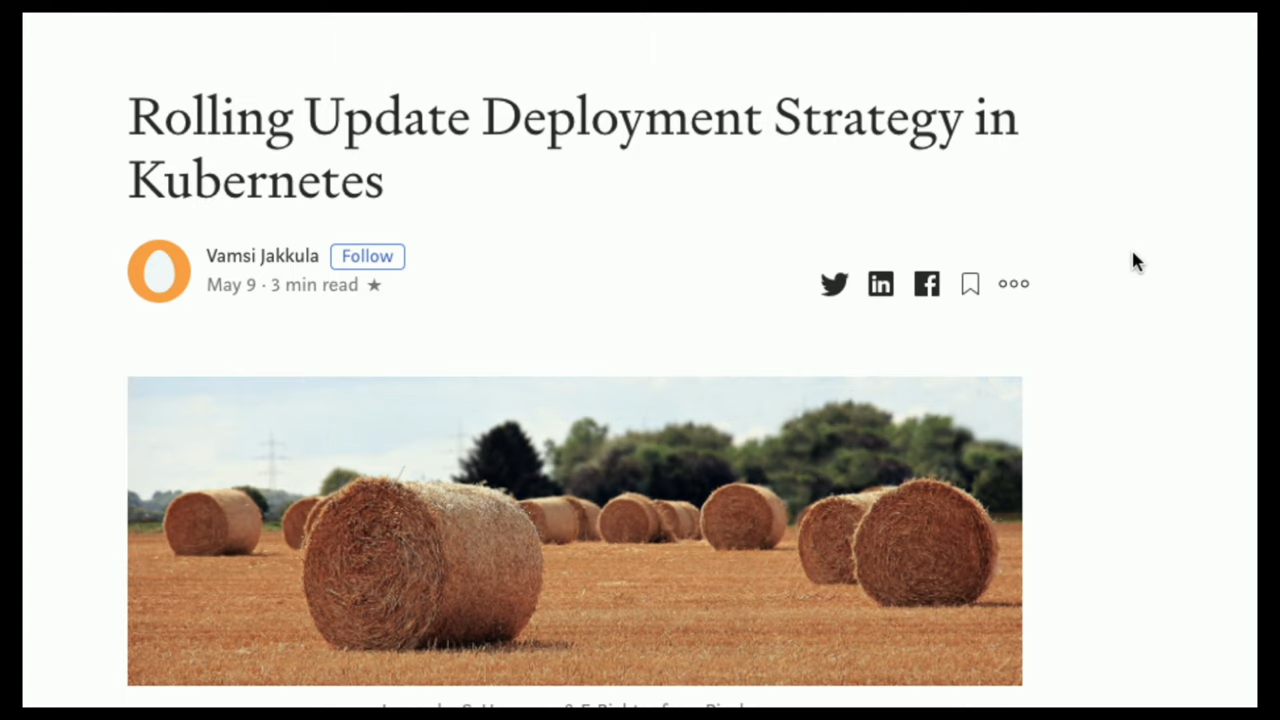 Rolling Update Deployment Strategy in
Kubernetes
Vamsi Jakkula Follow
May 9 · 3 min read ★